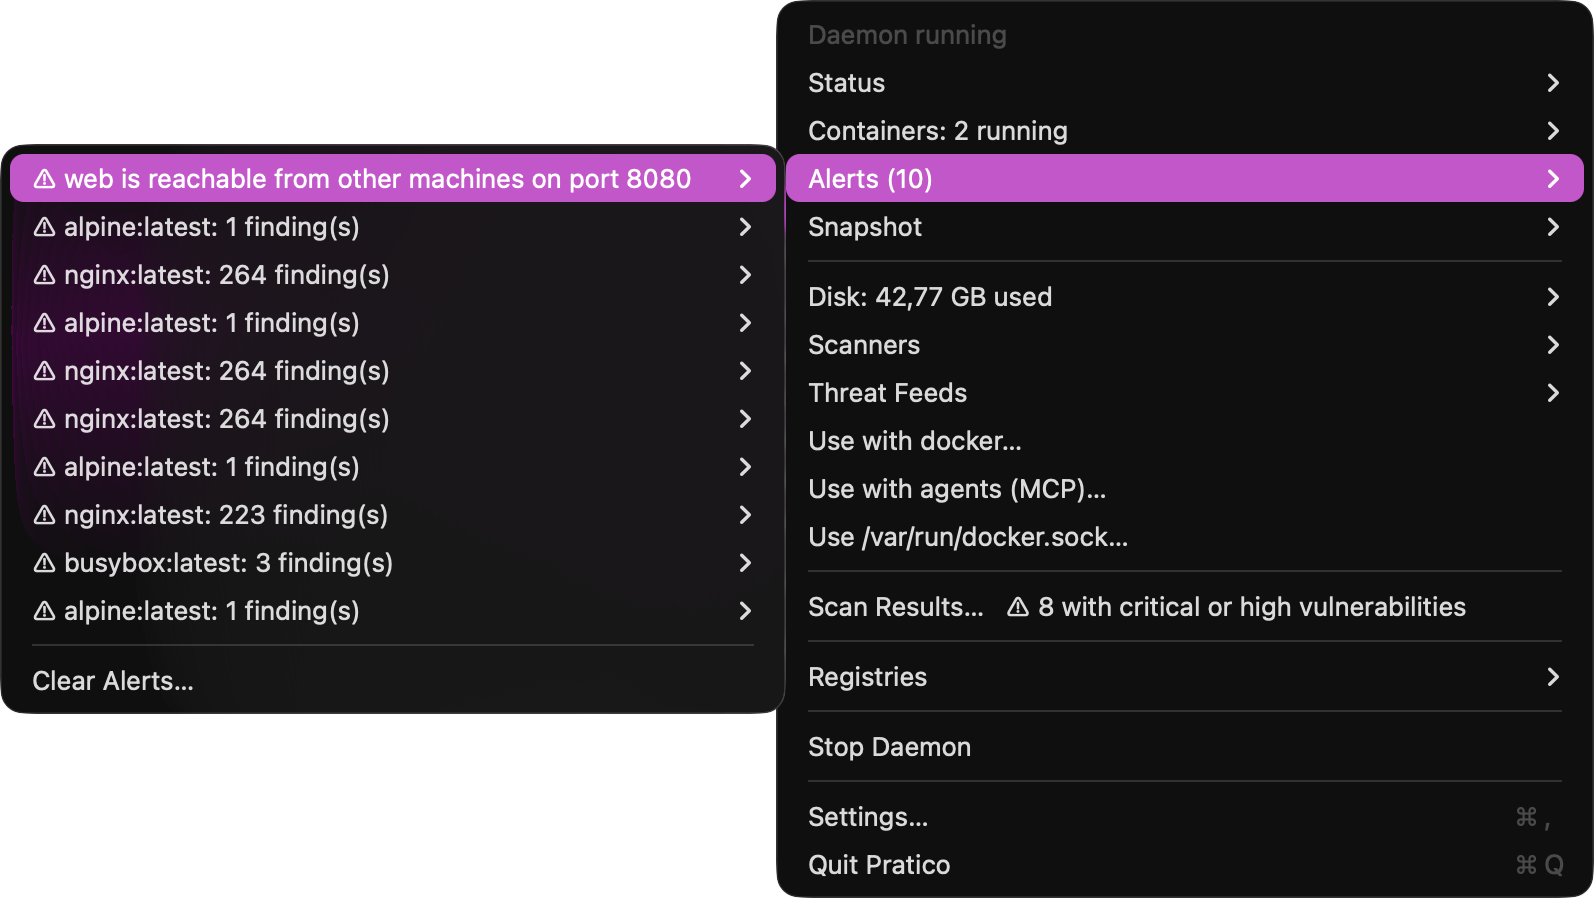 Daemon running
Status
Containers: 2 running
Alerts (10)
Snapshot
Disk: 42,77 GB used
Scanners
Threat Feeds
Use with docker...
Use with agents (MCP)...
Use /var/run/docker.sock...
Scan Results... ⚠ 8 with critical or high vulnerabilities
Registries
Stop Daemon
Settings... ⌘ ,
Quit Pratico ⌘ Q
⚠ web is reachable from other machines on port 8080
⚠ alpine:latest: 1 finding(s)
⚠ nginx:latest: 264 finding(s)
⚠ alpine:latest: 1 finding(s)
⚠ nginx:latest: 264 finding(s)
⚠ nginx:latest: 264 finding(s)
⚠ alpine:latest: 1 finding(s)
⚠ nginx:latest: 223 finding(s)
⚠ busybox:latest: 3 finding(s)
⚠ alpine:latest: 1 finding(s)
Clear Alerts...